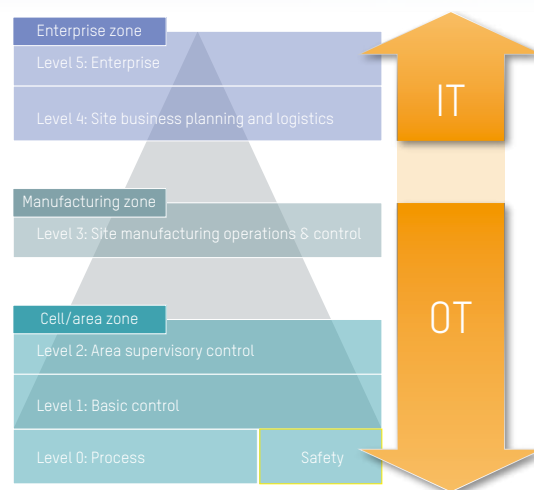 Enterprise zone
Level 5: Enterprise
Level 4: Site business planning and logistics
IT
Manufacturing zone
Level 3: Site manufacturing operations & control
Cell/area zone
OT
Level 2: Area supervisory control
Level 1: Basic control
Level 0: Process
Safety